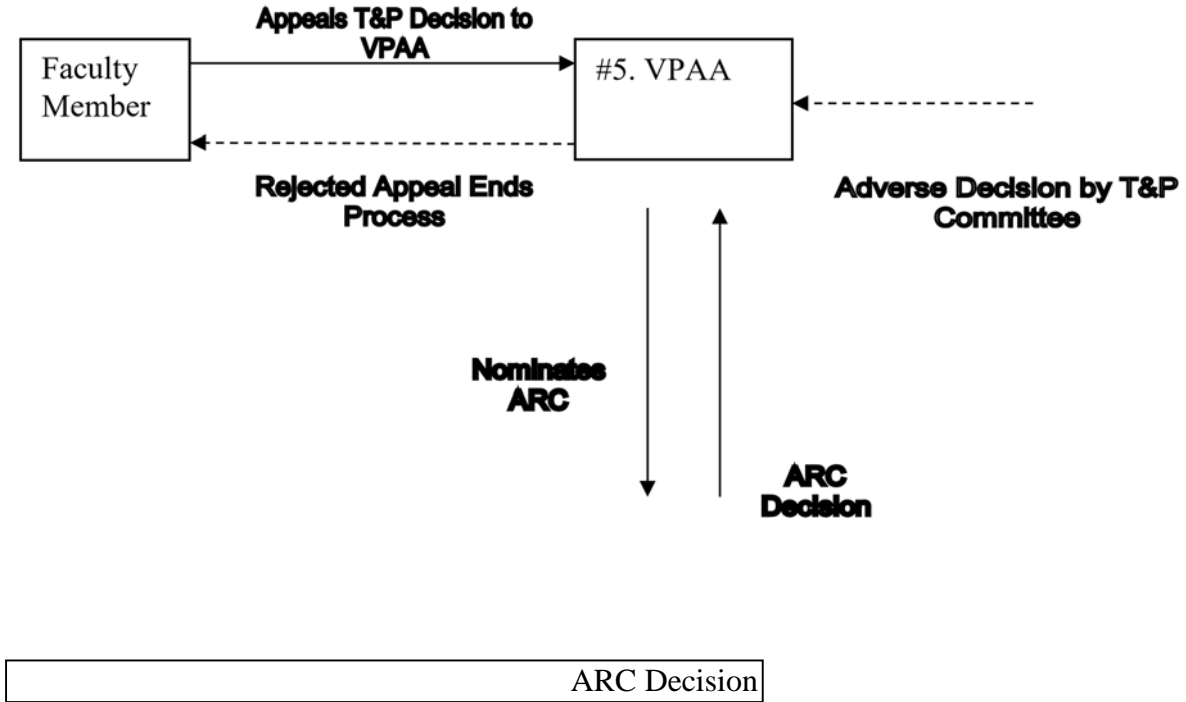 Appeals T&P Decision to
VPAA
Faculty
Member
#5. VPAA
Rejected Appeal Ends
Process
Adverse Decision by T&P
Committee
Nominates
ARC
ARC
Decision
ARC Decision